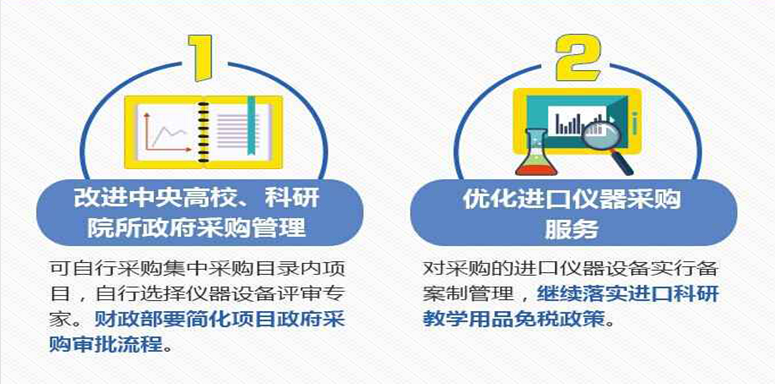 1
改进中央高校、科研
院所政府采购管理
可自行采购集中采购目录内项
目，自行选择仪器设备评审专
家。财政部要简化项目政府采
购审批流程。
2
优化进口仪器采购
服务
对采购的进口仪器设备实行备
案制管理，继续落实进口科研
教学用品免税政策。